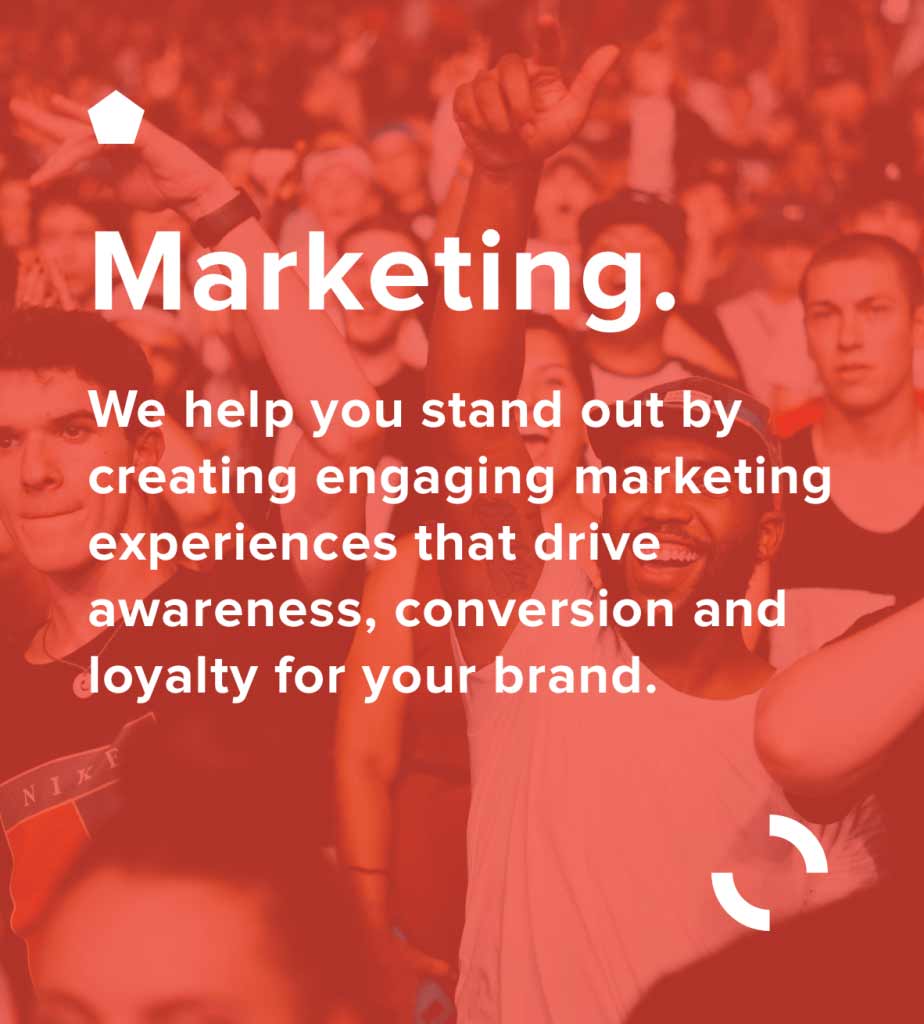 Marketing.
We help you stand out by
creating engaging marketing
experiences that drive
awareness, conversion and
loyalty for your brand.
NIKE